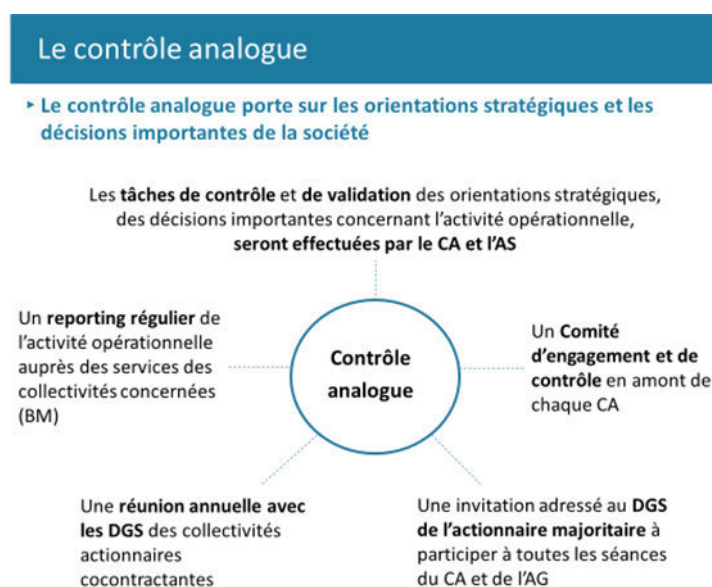 Le contrôle analogue
‣ Le contrôle analogue porte sur les orientations stratégiques et les
décisions importantes de la société
Les tâches de contrôle et de validation des orientations stratégiques,
des décisions importantes concernant l’activité opérationnelle,
seront effectuées par le CA et l’AS
Un reporting régulier de
l’activité opérationnelle
auprès des services des
collectivités concernées
(BM)
Contrôle
analogue
Un Comité
d’engagement et de
contrôle en amont de
chaque CA
Une réunion annuelle avec
les DGS des collectivités
actionnaires
cocontractantes
Une invitation adressé au DGS
de l’actionnaire majoritaire à
participer à toutes les séances
du CA et de l’AG